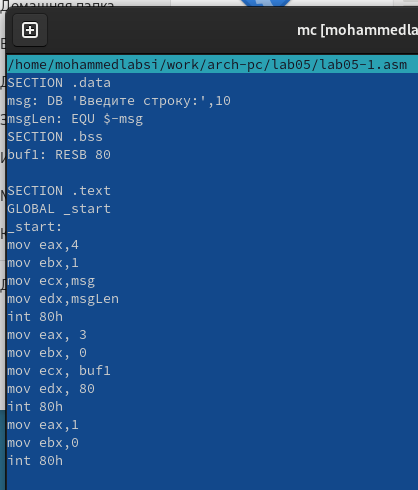 Домашняя папка
mc [mohammedla
/home/mohammedlabsi/work/arch-pc/lab05/lab05-1.asm
SECTION .data
msg: DB 'Введите строку:',10
msgLen: EQU $-msg
SECTION .bss
buf1: RESB 80
SECTION .text
GLOBAL _start
_start:
mov eax,4
mov ebx,1
mov ecx,msg
mov edx,msgLen
int 80h
mov eax, 3
mov ebx, 0
mov ecx, buf1
mov edx, 80
int 80h
mov eax,1
mov ebx,0
int 80h